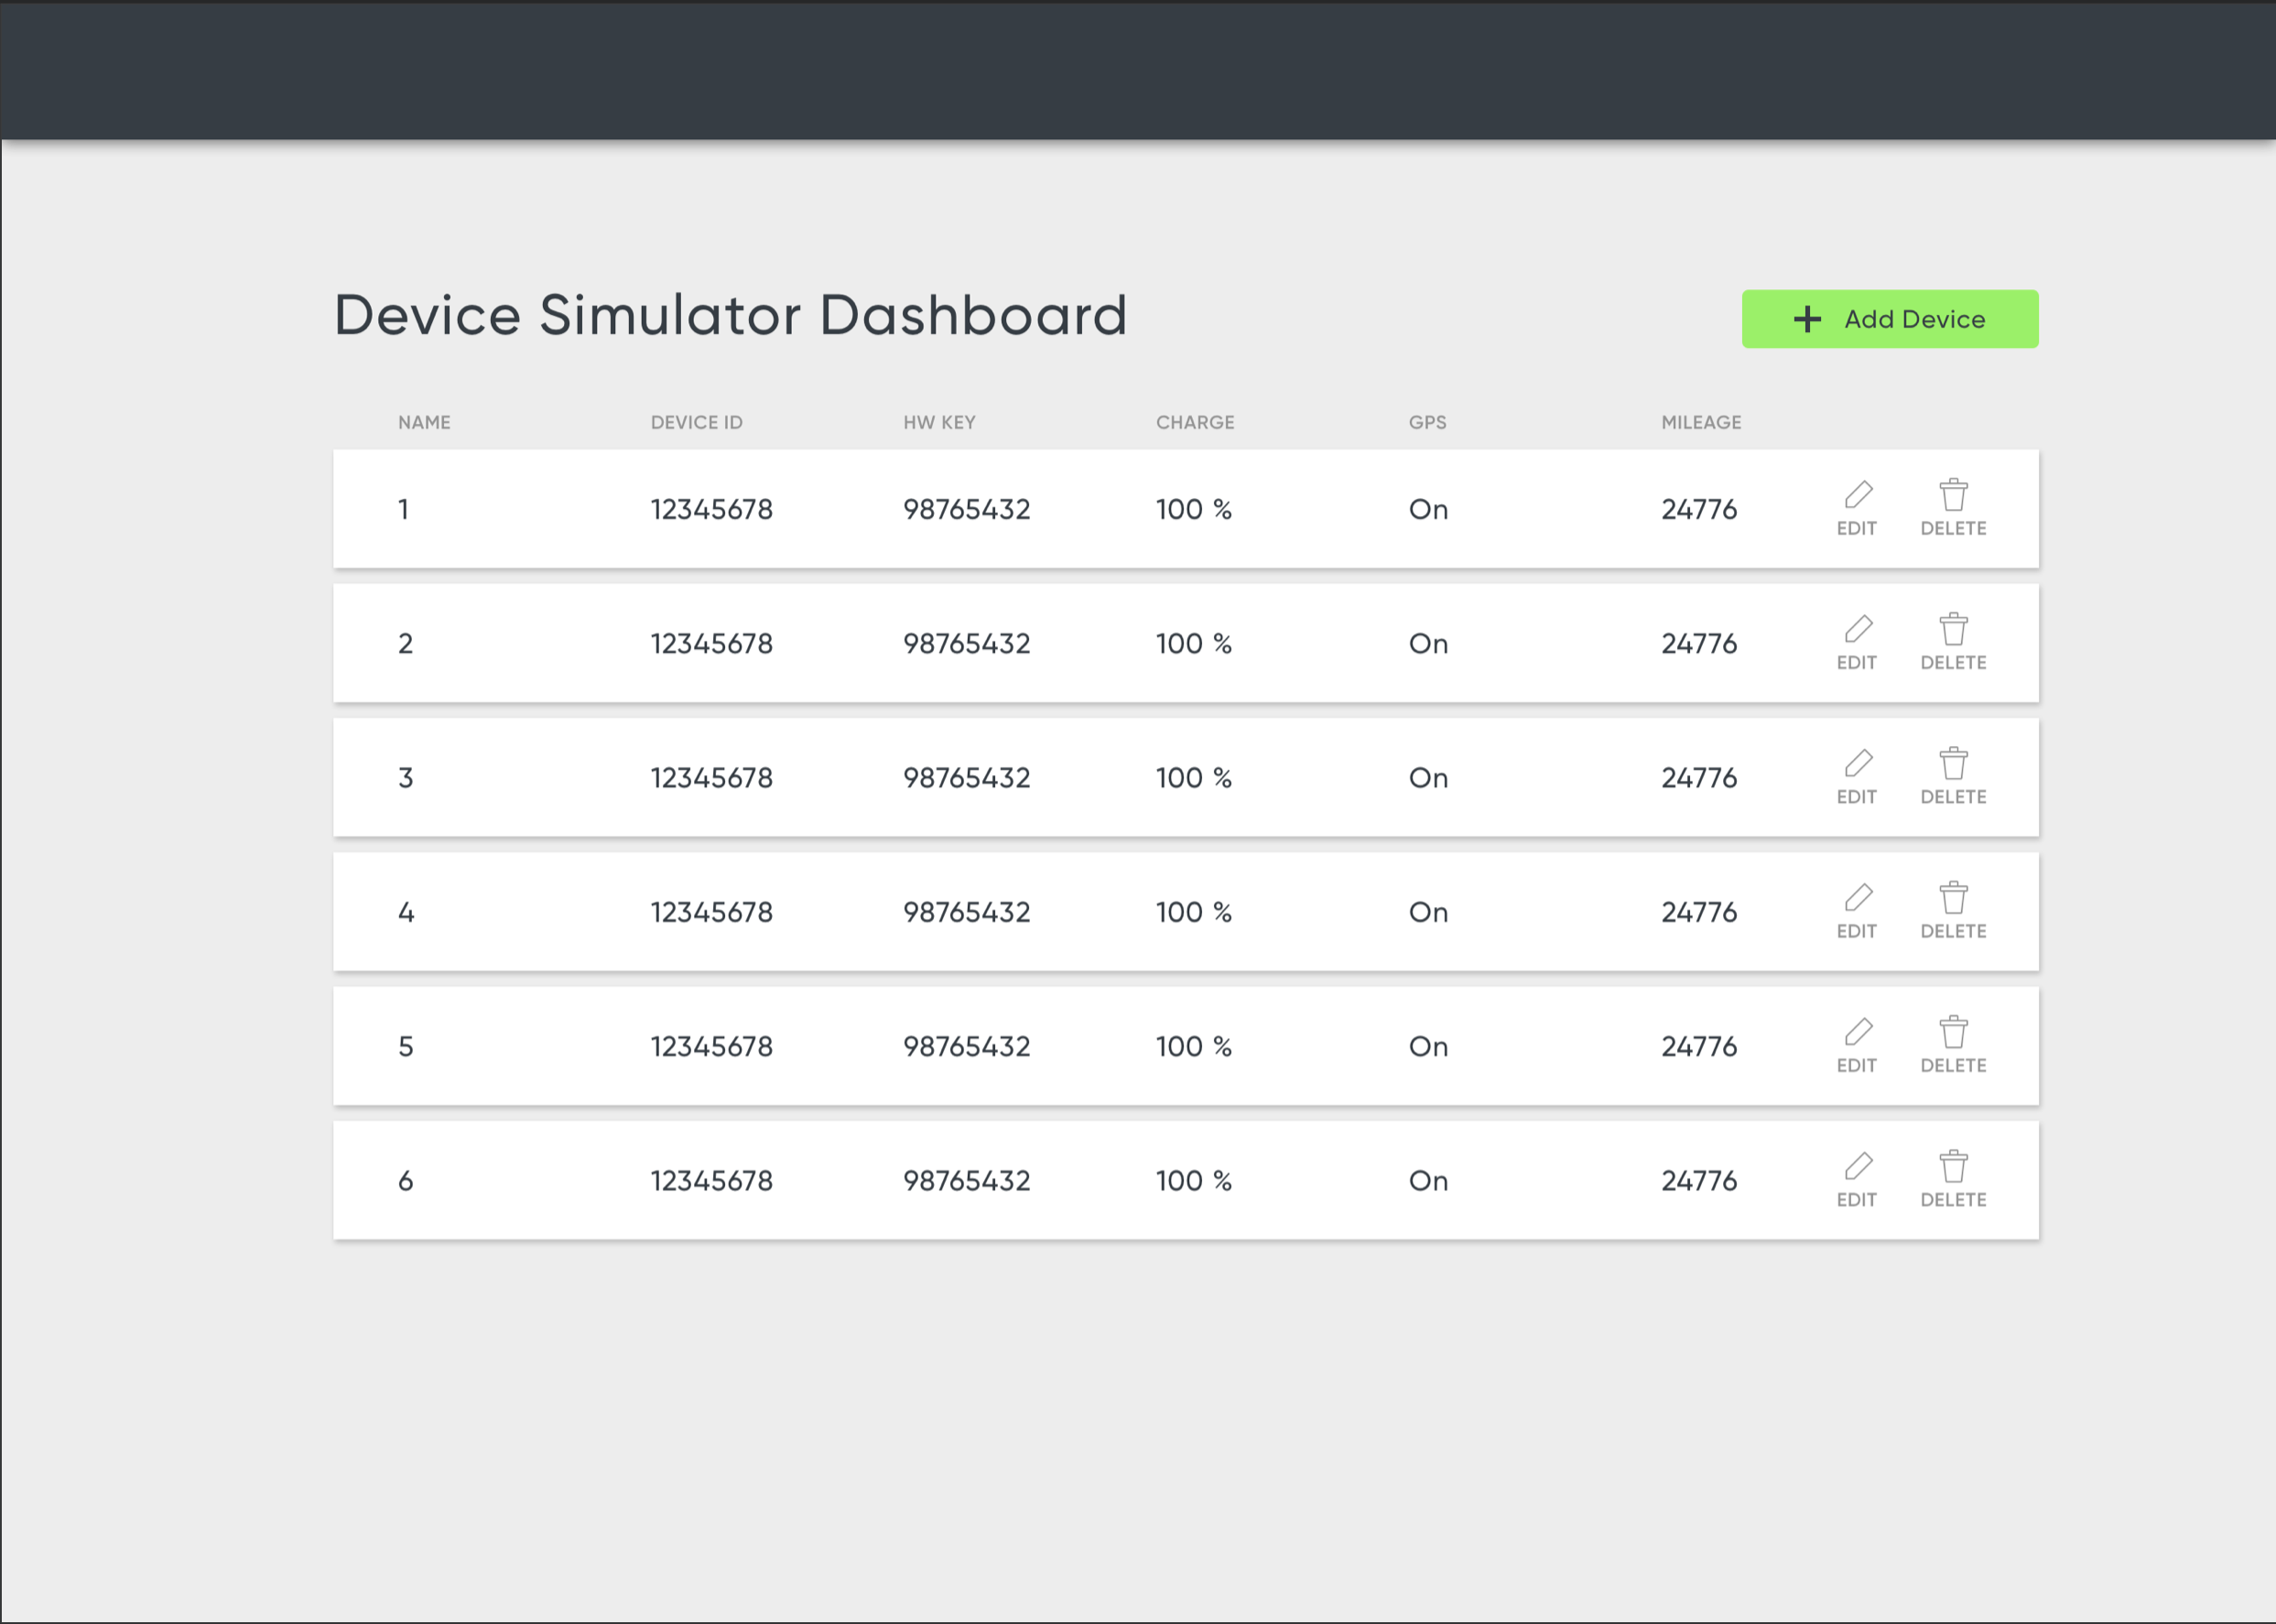 Device Simulator Dashboard
+ Add Device
NAME DEVICE ID HW KEY CHARGE GPS MILEAGE
1 12345678 98765432 100 % On 24776 EDIT DELETE
2 12345678 98765432 100 % On 24776 EDIT DELETE
3 12345678 98765432 100 % On 24776 EDIT DELETE
4 12345678 98765432 100 % On 24776 EDIT DELETE
5 12345678 98765432 100 % On 24776 EDIT DELETE
6 12345678 98765432 100 % On 24776 EDIT DELETE